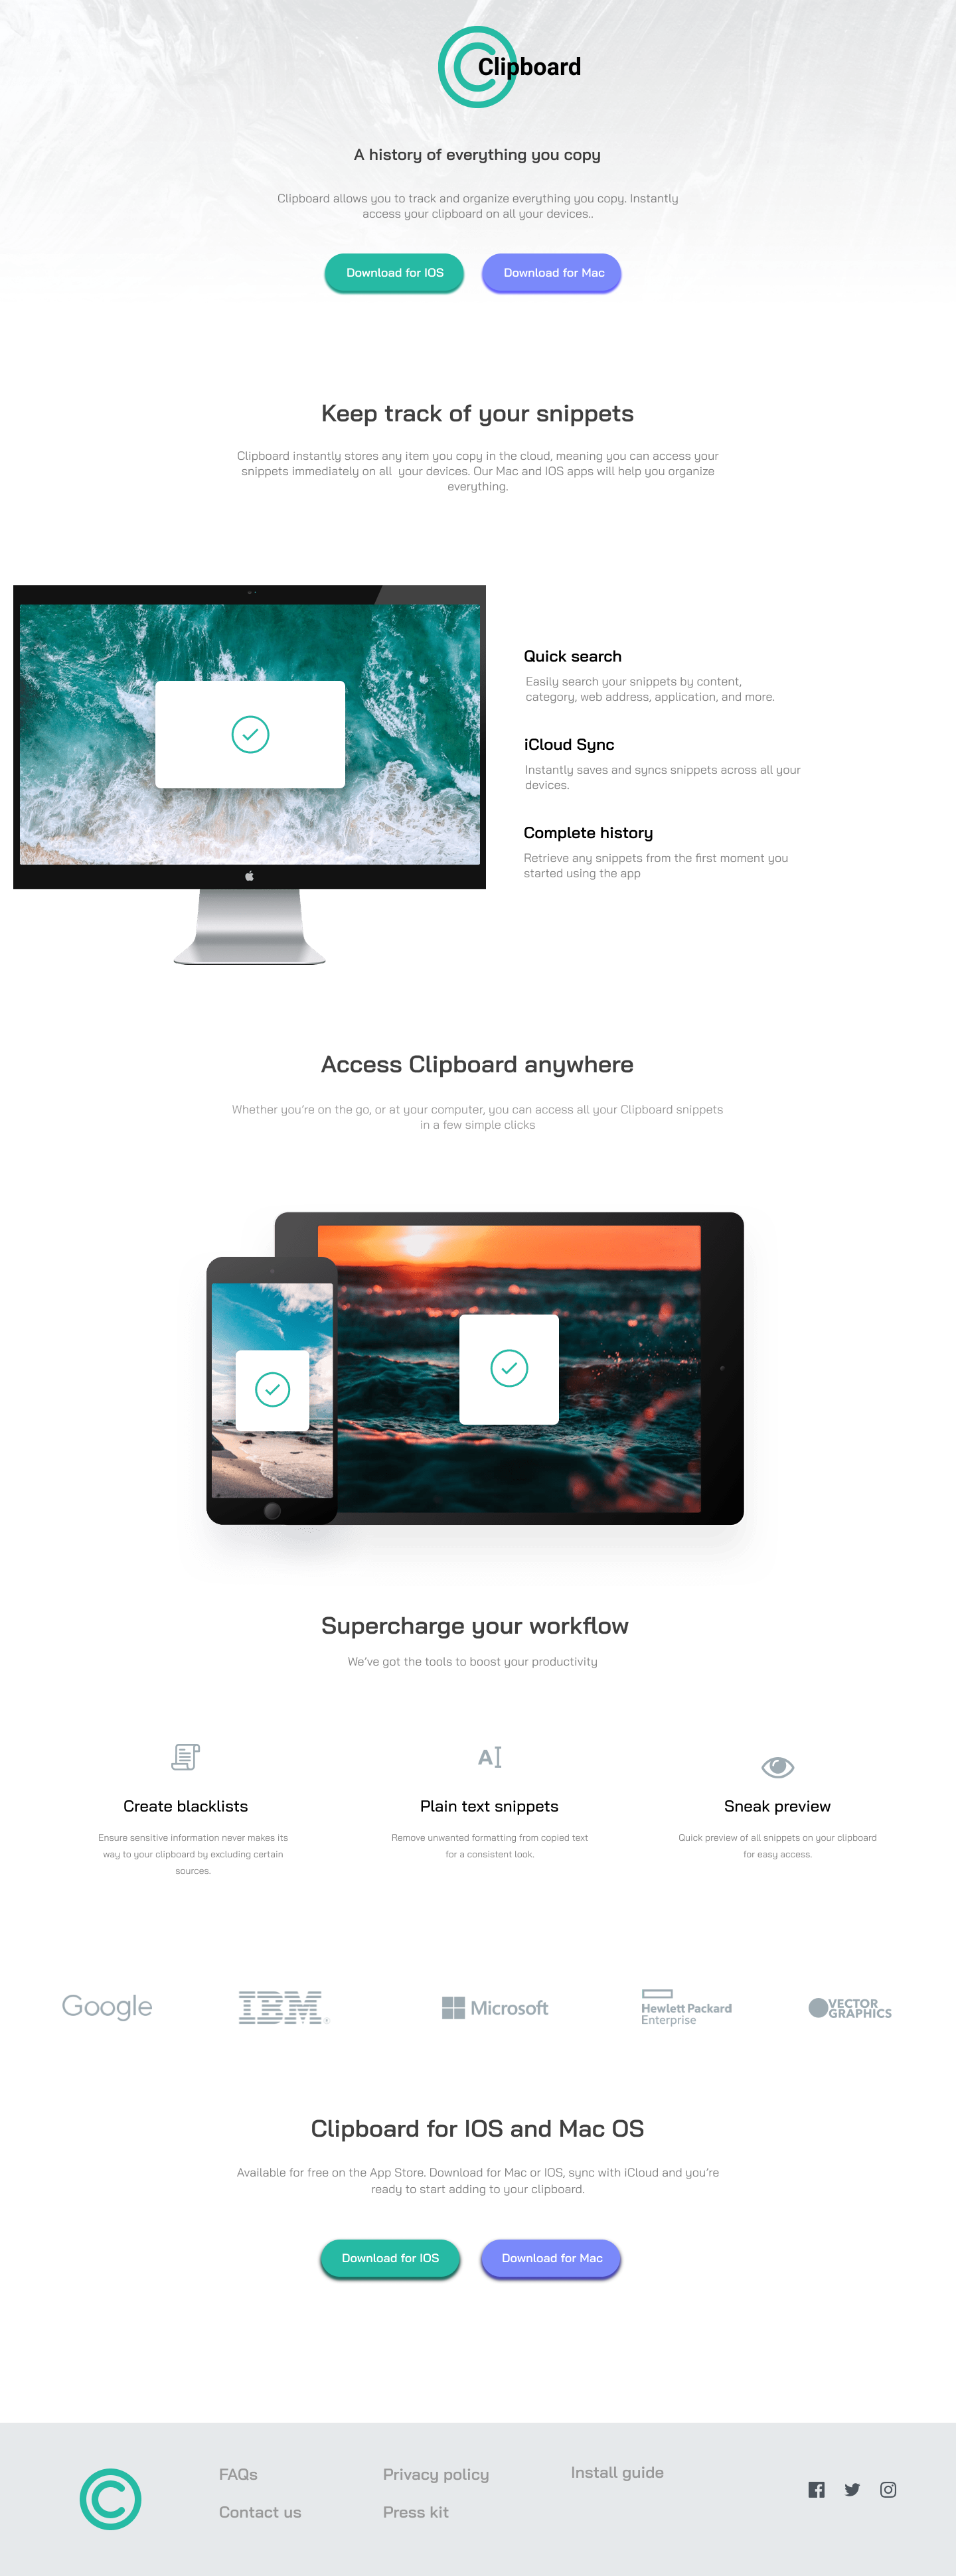 Clipboard
A history of everything you copy
Clipboard allows you to track and organize everything you copy. Instantly
access your clipboard on all your devices..
Download for IOS
Download for Mac
Keep track of your snippets
Clipboard instantly stores any item you copy in the cloud, meaning you can access your
snippets immediately on all  your devices. Our Mac and IOS apps will help you organize
everything.
Quick search
Easily search your snippets by content,
category, web address, application, and more.
iCloud Sync
Instantly saves and syncs snippets across all your
devices.
Complete history
Retrieve any snippets from the first moment you
started using the app
Access Clipboard anywhere
Whether you’re on the go, or at your computer, you can access all your Clipboard snippets
in a few simple clicks
Supercharge your workflow
We’ve got the tools to boost your productivity
Create blacklists
Ensure sensitive information never makes its
way to your clipboard by excluding certain
sources.
Plain text snippets
Remove unwanted formatting from copied text
for a consistent look.
Sneak preview
Quick preview of all snippets on your clipboard
for easy access.
Google
IBM®
Microsoft
Hewlett Packard
Enterprise
VECTOR
GRAPHICS
Clipboard for IOS and Mac OS
Available for free on the App Store. Download for Mac or IOS, sync with iCloud and you’re
ready to start adding to your clipboard.
Download for IOS
Download for Mac
FAQs
Contact us
Privacy policy
Press kit
Install guide